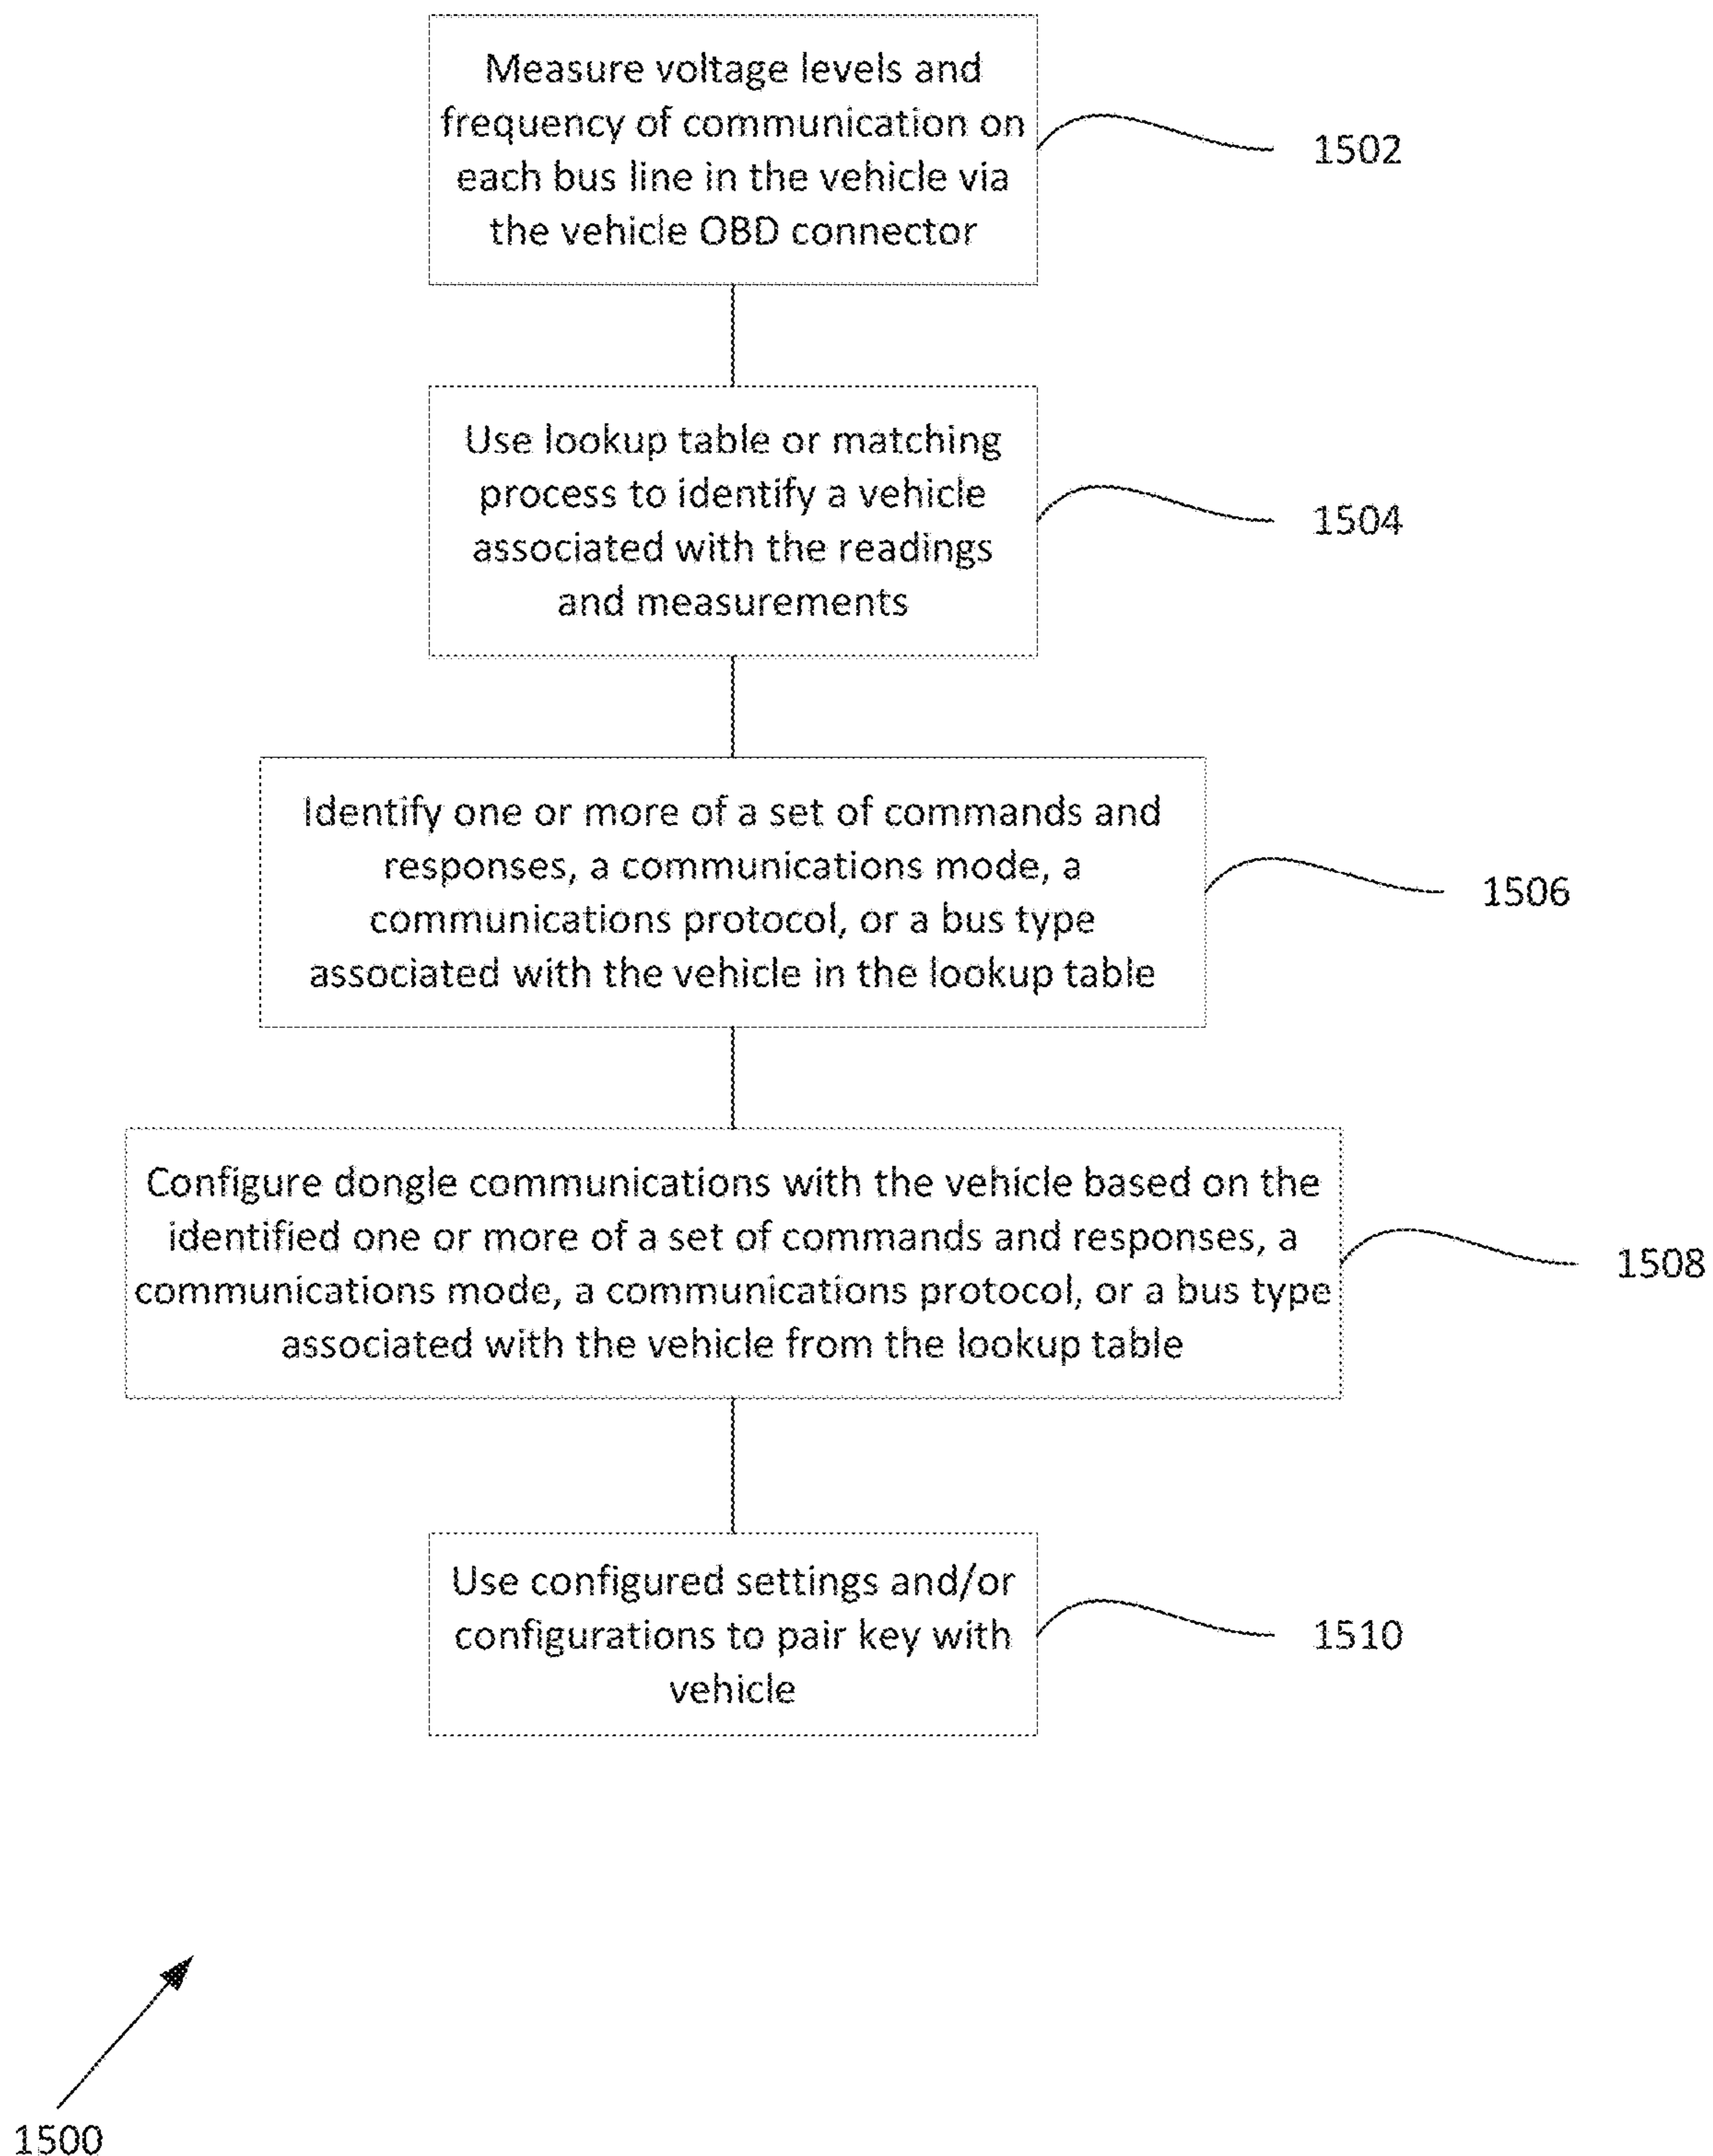 Measure voltage levels and
frequency of communication on
each bus line in the vehicle via
the vehicle OBD connector
1502
Use lookup table or matching
process to identify a vehicle
associated with the readings
and measurements
1504
Identify one or more of a set of commands and
responses, a communications mode, a
communications protocol, or a bus type
associated with the vehicle in the lookup table
1506
Configure dongle communications with the vehicle based on the
identified one or more of a set of commands and responses, a
communications mode, a communications protocol, or a bus type
associated with the vehicle from the lookup table
1508
Use configured settings and/or
configurations to pair key with
vehicle
1510
1500